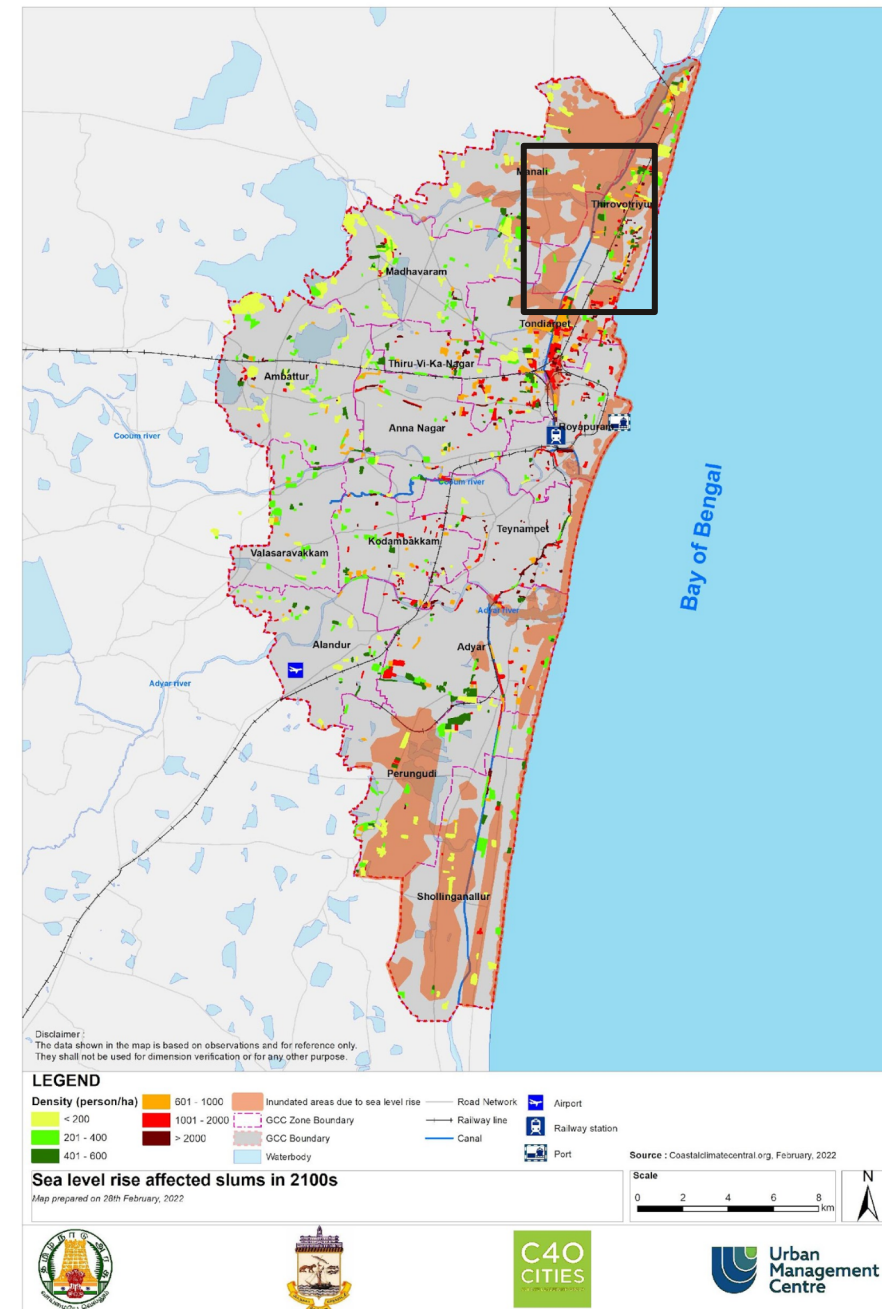 Manali
Thirovotriyur
Madhavaram
Tondiarpet
Thiru-Vi-Ka-Nagar
Ambattur
Anna Nagar
Royapuram
Cooum river
Cooum river
Bay of Bengal
Teynampet
Kodambakkam
Valasaravakkam
Adyar river
Alandur
Adyar
Adyar river
Perungudi
Shollinganallur
Disclaimer :
The data shown in the map is based on observations and for reference only.
They shall not be used for dimension verification or for any other purpose.
LEGEND
Density (person/ha)
< 200
201 - 400
401 - 600
601 - 1000
1001 - 2000
> 2000
Inundated areas due to sea level rise
GCC Zone Boundary
GCC Boundary
Waterbody
Road Network
Railway line
Canal
Airport
Railway station
Port
Source : Coastalclimatecentral.org, February, 2022
Sea level rise affected slums in 2100s
Map prepared on 28th February, 2022
Scale
0 2 4 6 8
km
N
C40
CITIES
Urban
Management
Centre